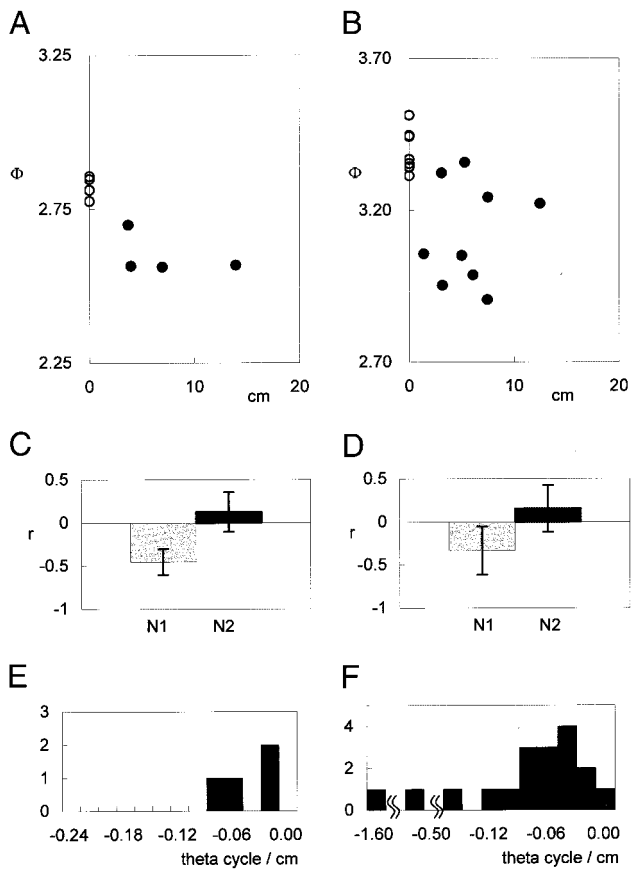 A
B
3.25
3.70
Φ
Φ
2.75
3.20
2.25
2.70
0 10 20
cm
0 10 20
cm
C
D
0.5
0
r
-0.5
-1
N1 N2
0.5
0
r
-0.5
-1
N1 N2
E
F
3
2
1
0
-0.24 -0.18 -0.12 -0.06 0.00
theta cycle / cm
4
2
0
-1.60 -0.50 -0.12 -0.06 0.00
theta cycle / cm